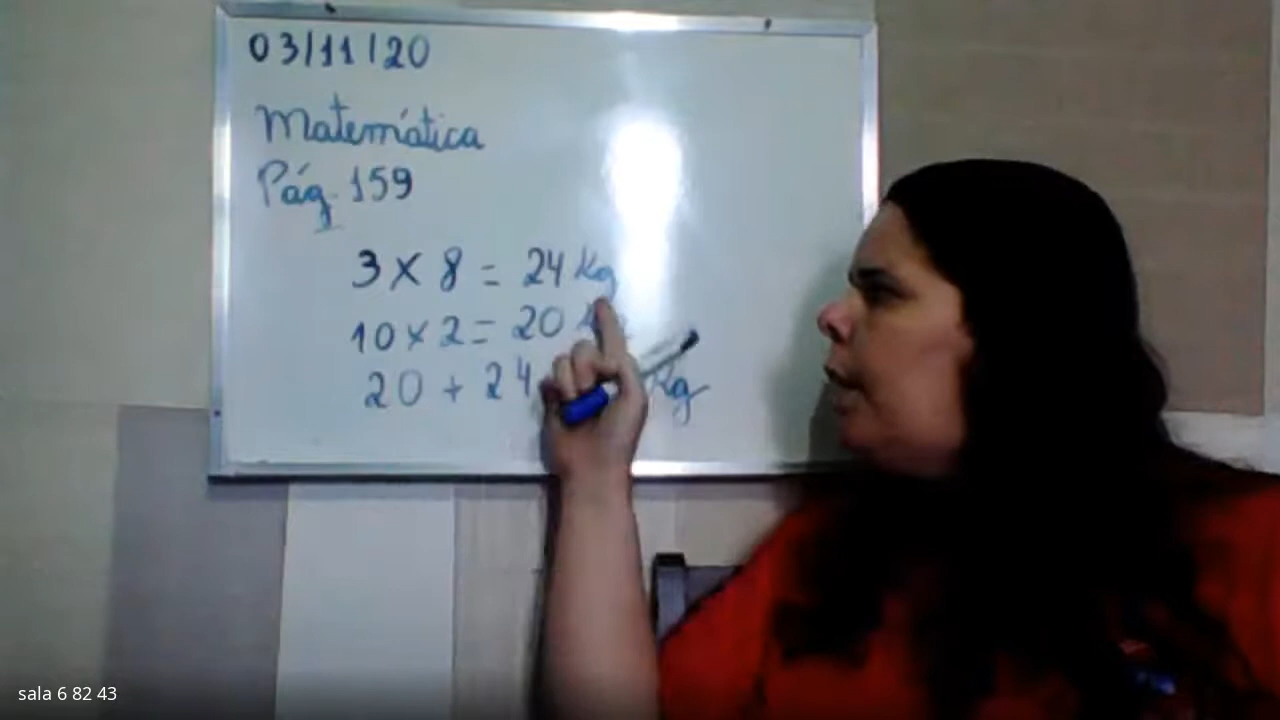 03/11/20
Matemática
Pág. 159
3 x 8 = 24 Kg
10 x 2 = 20
20 + 24 Kg
sala 6 82 43